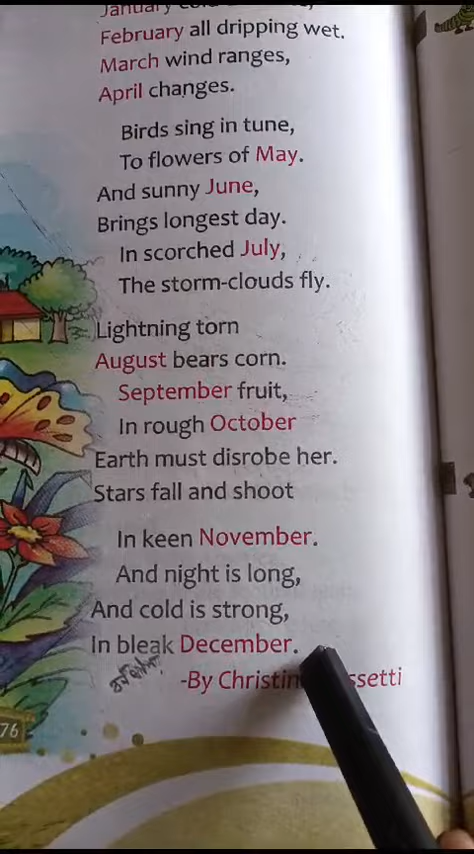 January cold
February all dripping wet.
March wind ranges,
April changes.
Birds sing in tune,
To flowers of May.
And sunny June,
Brings longest day.
In scorched July,
The storm-clouds fly.
Lightning torn
August bears corn.
September fruit,
In rough October
Earth must disrobe her.
Stars fall and shoot
In keen November.
And night is long,
And cold is strong,
In bleak December.
-By Christin ssetti
76